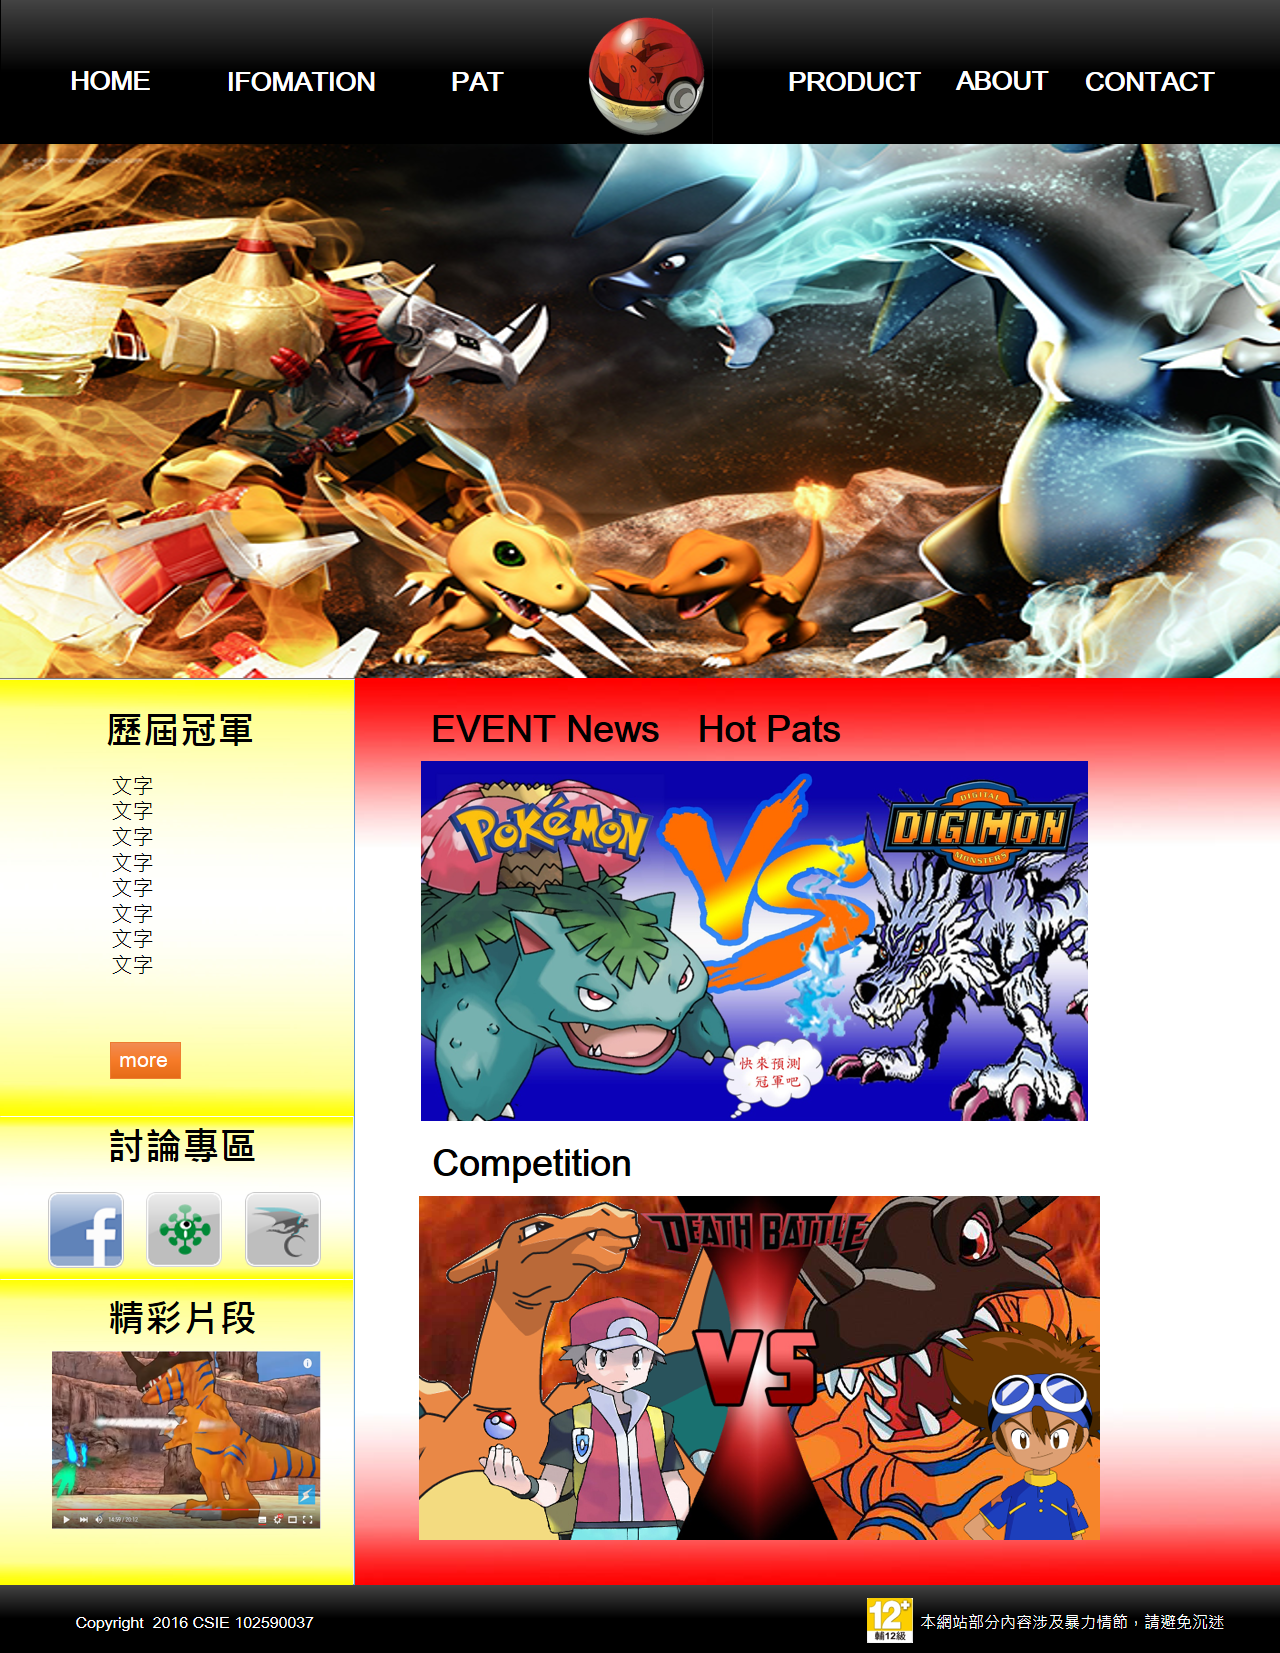 HOME
IFOMATION
PAT
PRODUCT
ABOUT
CONTACT
歷屆冠軍
文字
文字
文字
文字
文字
文字
文字
文字
more
討論專區
精彩片段
14:59 / 20:12
EVENT News
Hot Pats
POKéMON
VS
DIGITAL
DIGIMON
MONSTERS
快來預測
冠軍吧
Competition
DEATH BATTLE
VS
Copyright 2016 CSIE 102590037
12+
輔12級
本網站部分內容涉及暴力情節，請避免沉迷